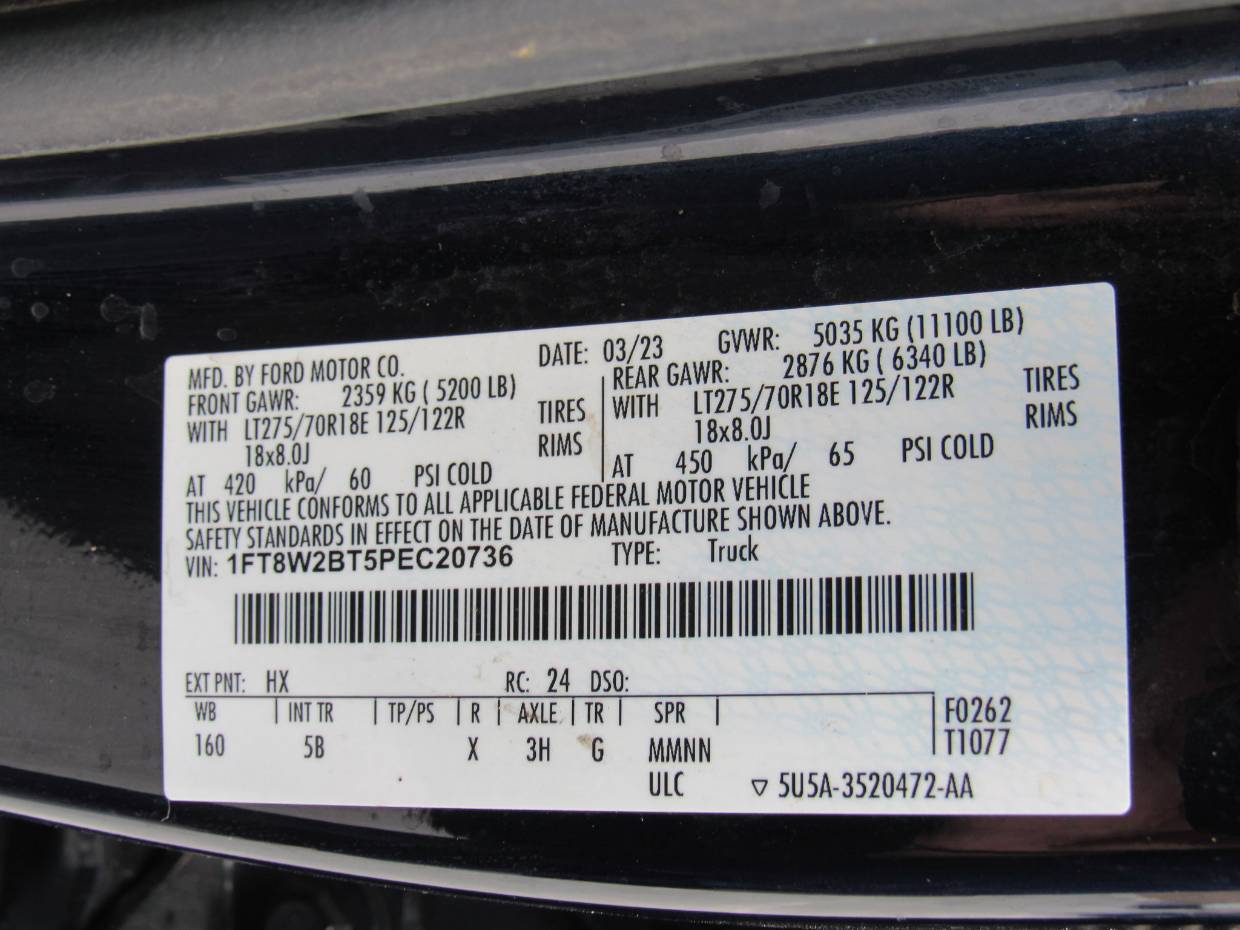 MFD. BY FORD MOTOR CO. DATE: 03/23 GVWR: 5035 KG (11100 LB)
FRONT GAWR: 2359 KG ( 5200 LB) REAR GAWR: 2876 KG ( 6340 LB)
WITH LT275/70R18E 125/122R TIRES WITH LT275/70R18E 125/122R TIRES
18x8.0J RIMS 18x8.0J RIMS
AT 420 kPa/ 60 PSI COLD AT 450 kPa/ 65 PSI COLD
THIS VEHICLE CONFORMS TO ALL APPLICABLE FEDERAL MOTOR VEHICLE
SAFETY STANDARDS IN EFFECT ON THE DATE OF MANUFACTURE SHOWN ABOVE.
VIN: 1FT8W2BT5PEC20736 TYPE: Truck
EXT PNT: HX RC: 24 DSO:
WB INT TR TP/PS R AXLE TR SPR F0262
160 5B X 3H G MMNN T1077
ULC ▽ 5U5A-3520472-AA